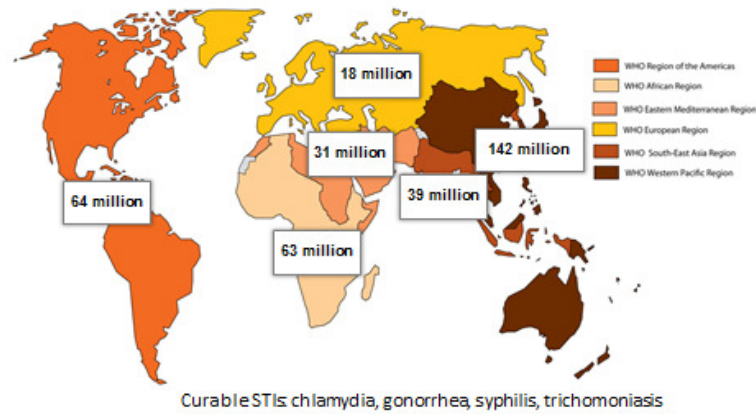 18 million
31 million
142 million
39 million
64 million
63 million
WHO Region of the Americas
WHO African Region
WHO Eastern Mediterranean Region
WHO European Region
WHO South-East Asia Region
WHO Western Pacific Region
Curable STIs: chlamydia, gonorrhea, syphilis, trichomoniasis